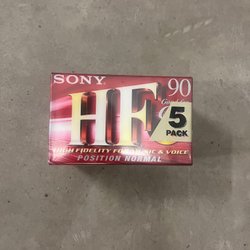 SONY
HF
90
5
PACK
HIGH FIDELITY FOR MUSIC & VOICE
POSITION NORMAL